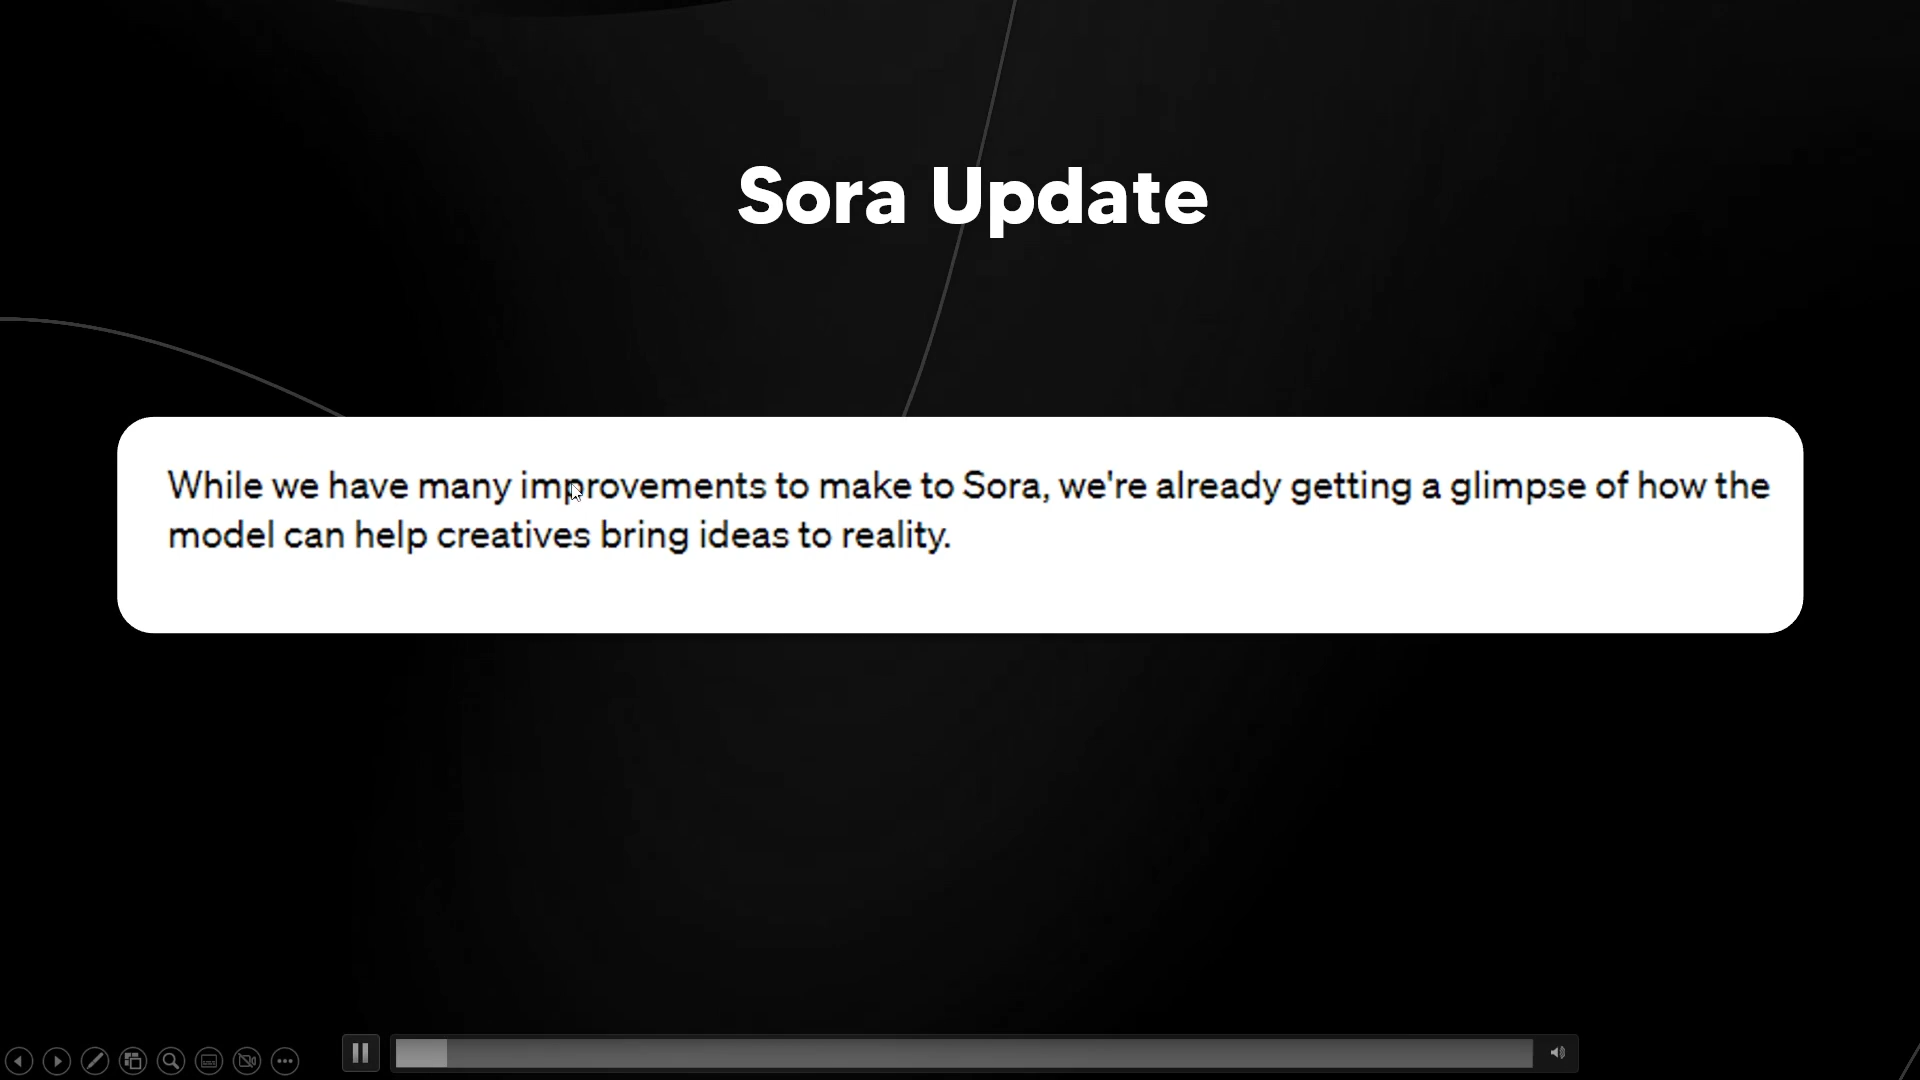 Sora Update
While we have many improvements to make to Sora, we're already getting a glimpse of how the
model can help creatives bring ideas to reality.